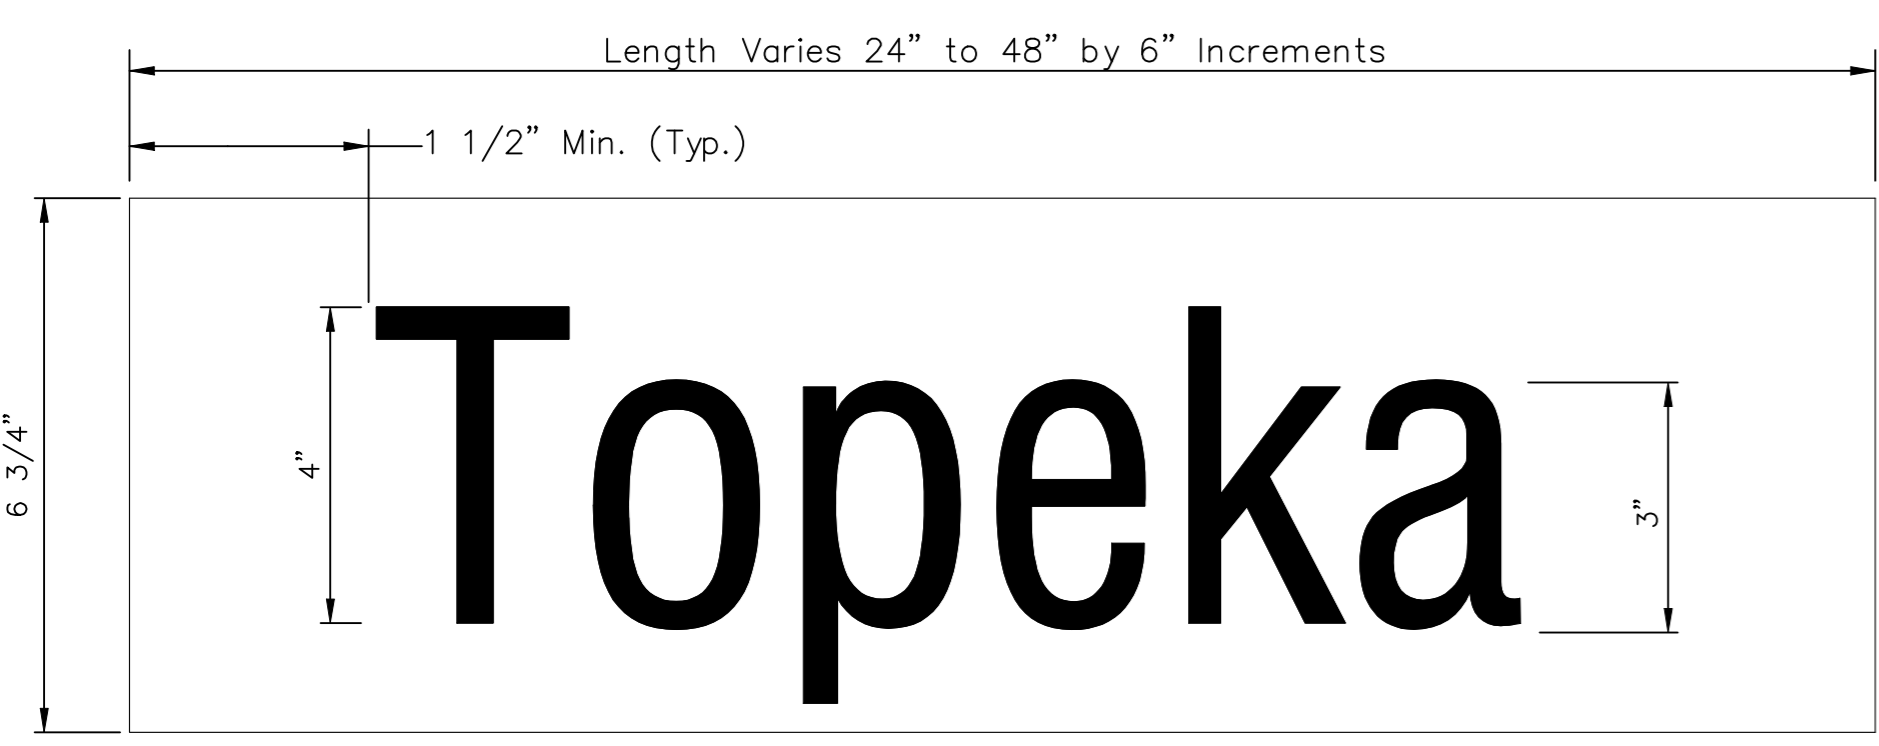 Length Varies 24” to 48” by 6” Increments
1 1/2” Min. (Typ.)
6 3/4”
4”
Topeka
3”